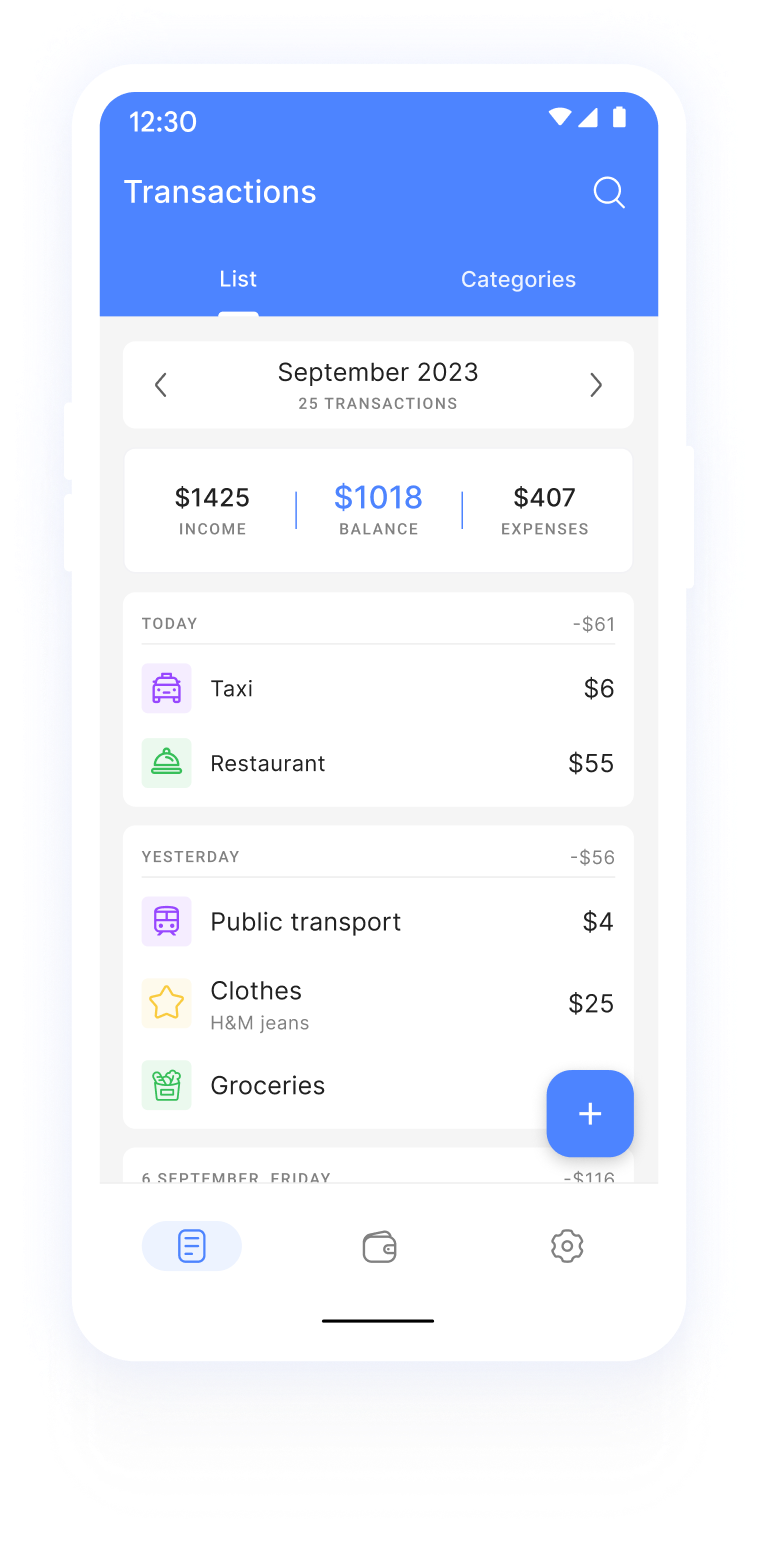 12:30
Transactions
List Categories
September 2023
25 TRANSACTIONS
$1425 $1018 $407
INCOME BALANCE EXPENSES
TODAY -$61
Taxi $6
Restaurant $55
YESTERDAY -$56
Public transport $4
Clothes $25
H&M jeans
Groceries
6 SEPTEMBER, FRIDAY -$116